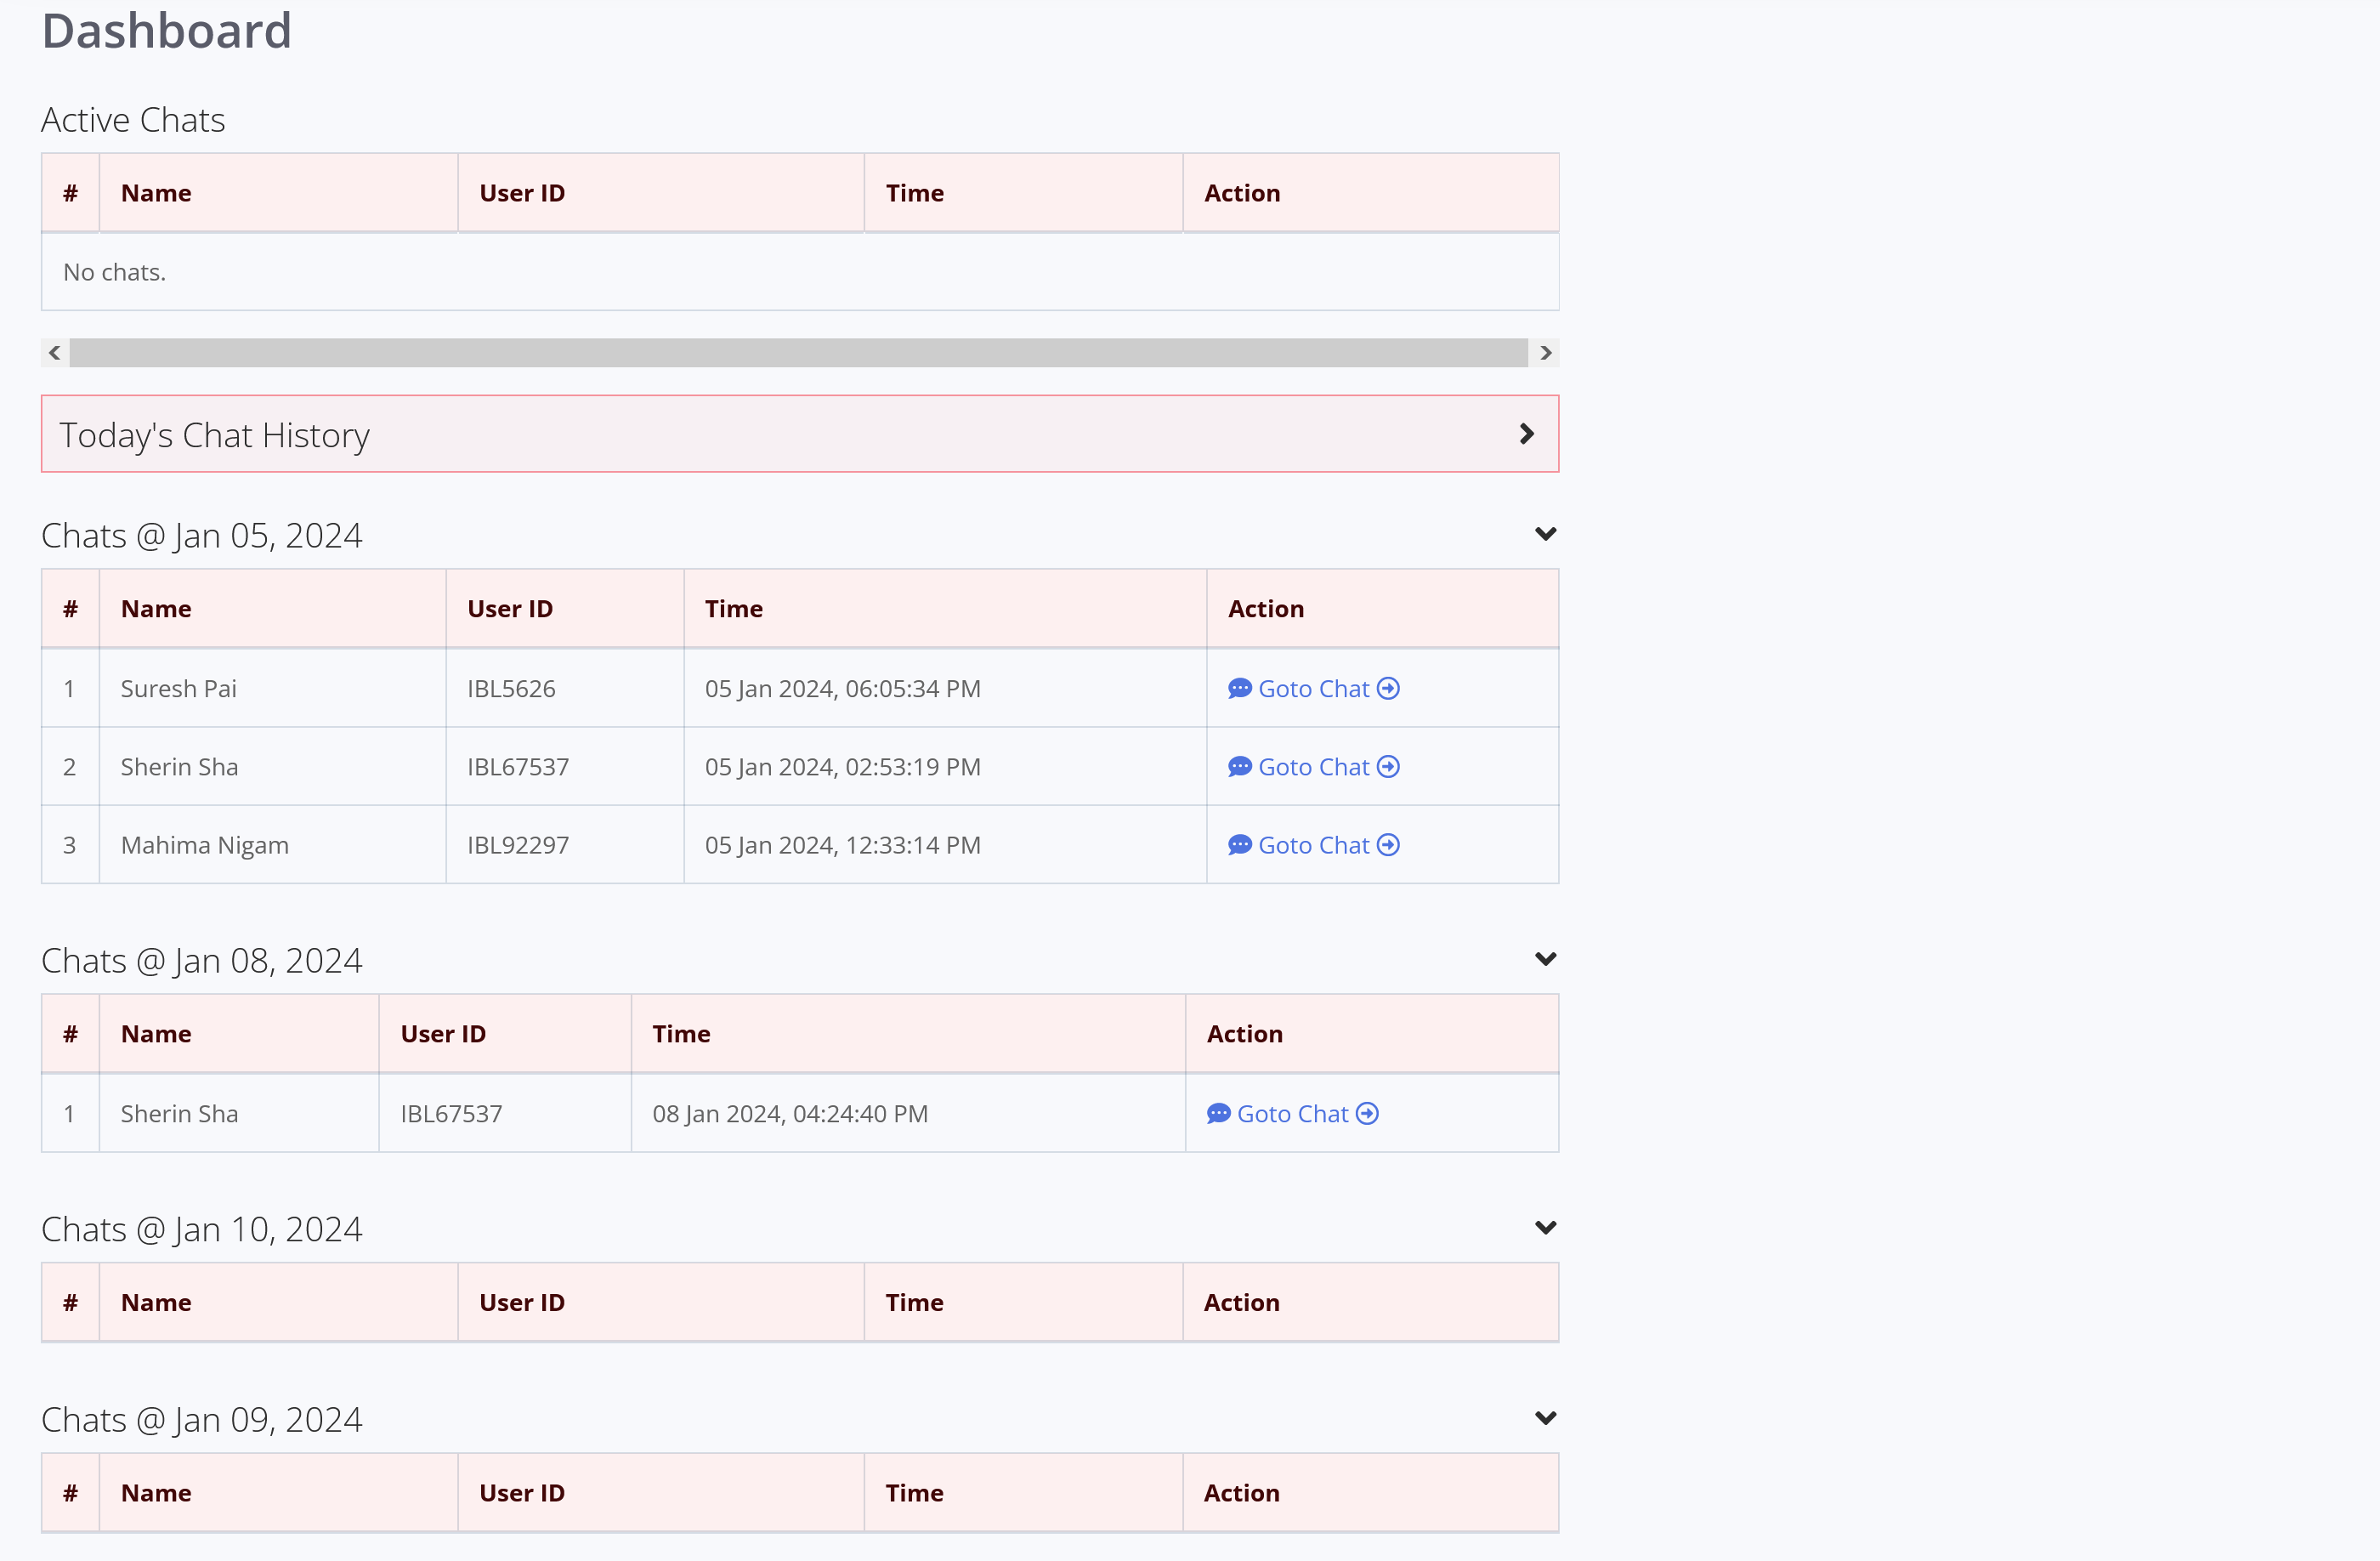 Dashboard
Active Chats
# Name User ID Time Action
No chats.
Today's Chat History
Chats @ Jan 05, 2024
# Name User ID Time Action
1 Suresh Pai IBL5626 05 Jan 2024, 06:05:34 PM Goto Chat
2 Sherin Sha IBL67537 05 Jan 2024, 02:53:19 PM Goto Chat
3 Mahima Nigam IBL92297 05 Jan 2024, 12:33:14 PM Goto Chat
Chats @ Jan 08, 2024
# Name User ID Time Action
1 Sherin Sha IBL67537 08 Jan 2024, 04:24:40 PM Goto Chat
Chats @ Jan 10, 2024
# Name User ID Time Action
Chats @ Jan 09, 2024
# Name User ID Time Action